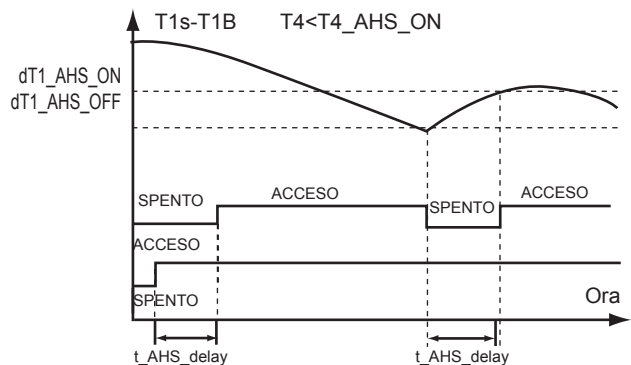 T1s-T1B T4<T4_AHS_ON
dT1_AHS_ON
dT1_AHS_OFF
SPENTO ACCESO SPENTO ACCESO
ACCESO
SPENTO Ora
t_AHS_delay t_AHS_delay